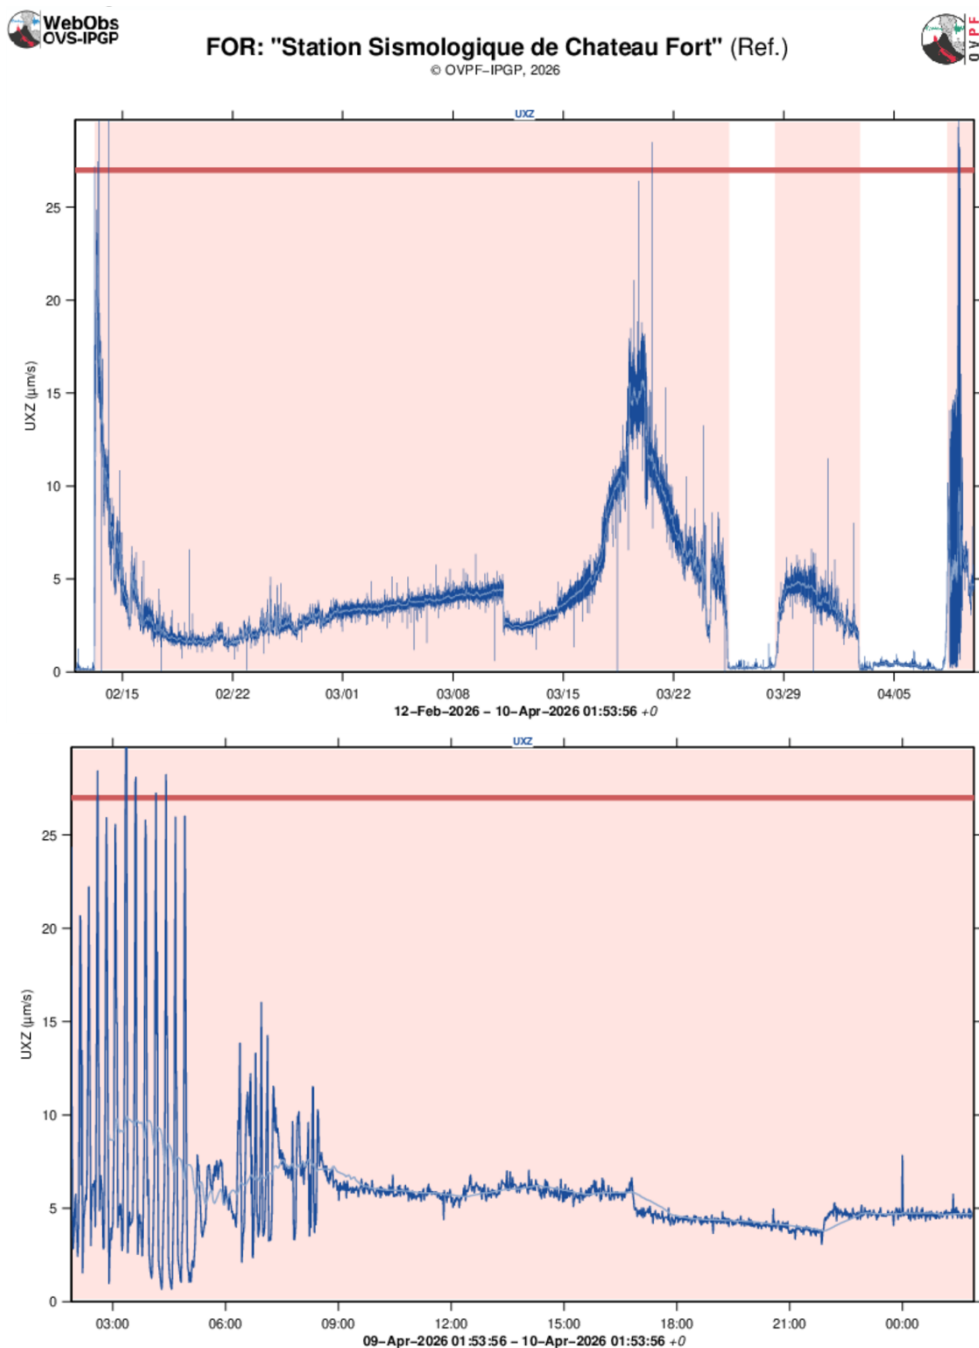 WebObs
OVS-IPGP
FOR: "Station Sismologique de Chateau Fort" (Ref.)
OVPF
© OVPF−IPGP, 2026
UXZ
25
20
15
10
5
0
UXZ (µm/s)
02/15 02/22 03/01 03/08 03/15 03/22 03/29 04/05
12−Feb−2026 − 10−Apr−2026 01:53:56 +0
UXZ
25
20
15
10
5
0
UXZ (µm/s)
03:00 06:00 09:00 12:00 15:00 18:00 21:00 00:00
09−Apr−2026 01:53:56 − 10−Apr−2026 01:53:56 +0